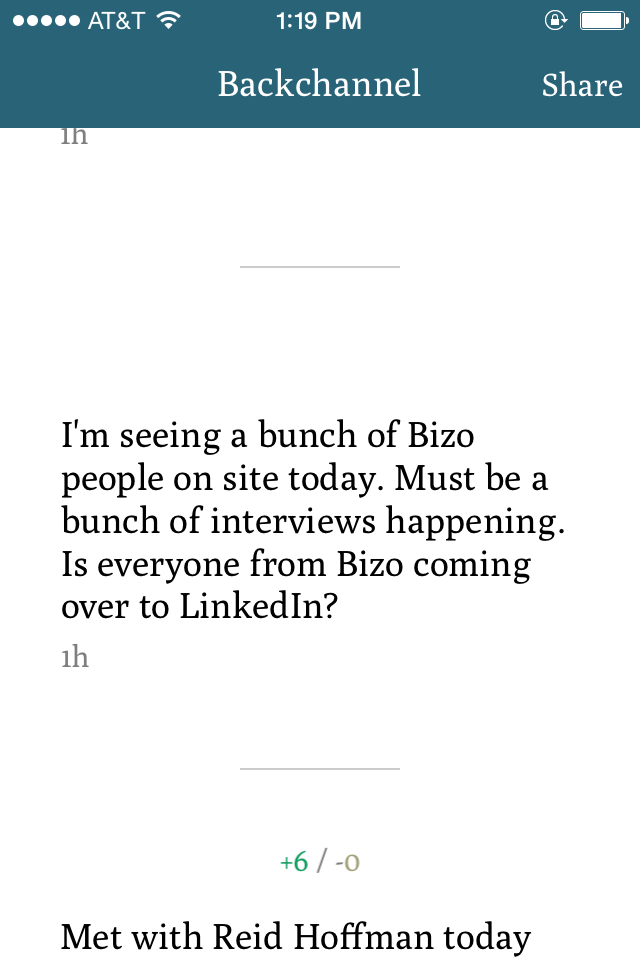 AT&T 1:19 PM
Backchannel Share
1h
I'm seeing a bunch of Bizo
people on site today. Must be a
bunch of interviews happening.
Is everyone from Bizo coming
over to LinkedIn?
1h
+6 / -0
Met with Reid Hoffman today